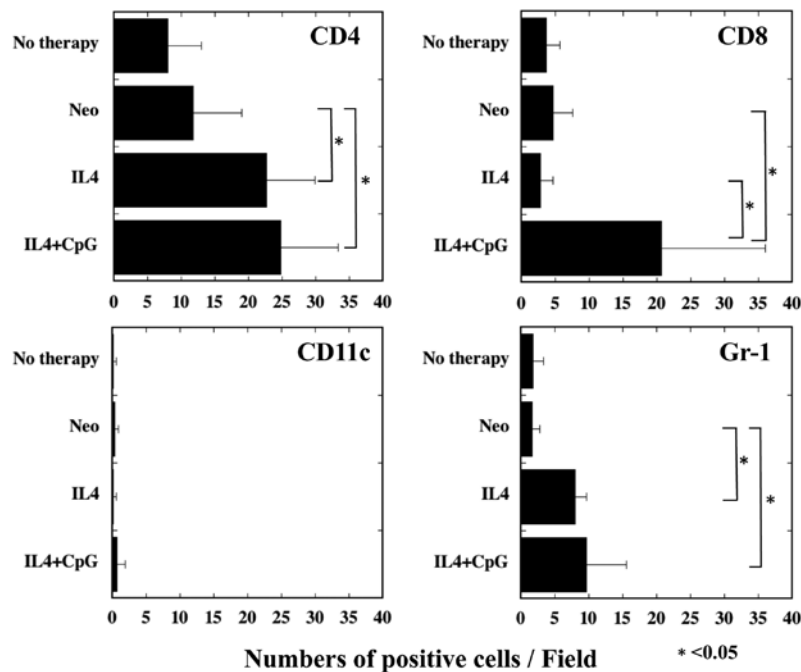 CD4
No therapy
Neo
IL4
IL4+CpG
*
*
0 5 10 15 20 25 30 35 40
CD8
No therapy
Neo
IL4
IL4+CpG
*
*
0 5 10 15 20 25 30 35 40
CD11c
No therapy
Neo
IL4
IL4+CpG
0 5 10 15 20 25 30 35 40
Gr-1
No therapy
Neo
IL4
IL4+CpG
*
*
0 5 10 15 20 25 30 35 40
Numbers of positive cells / Field
* <0.05